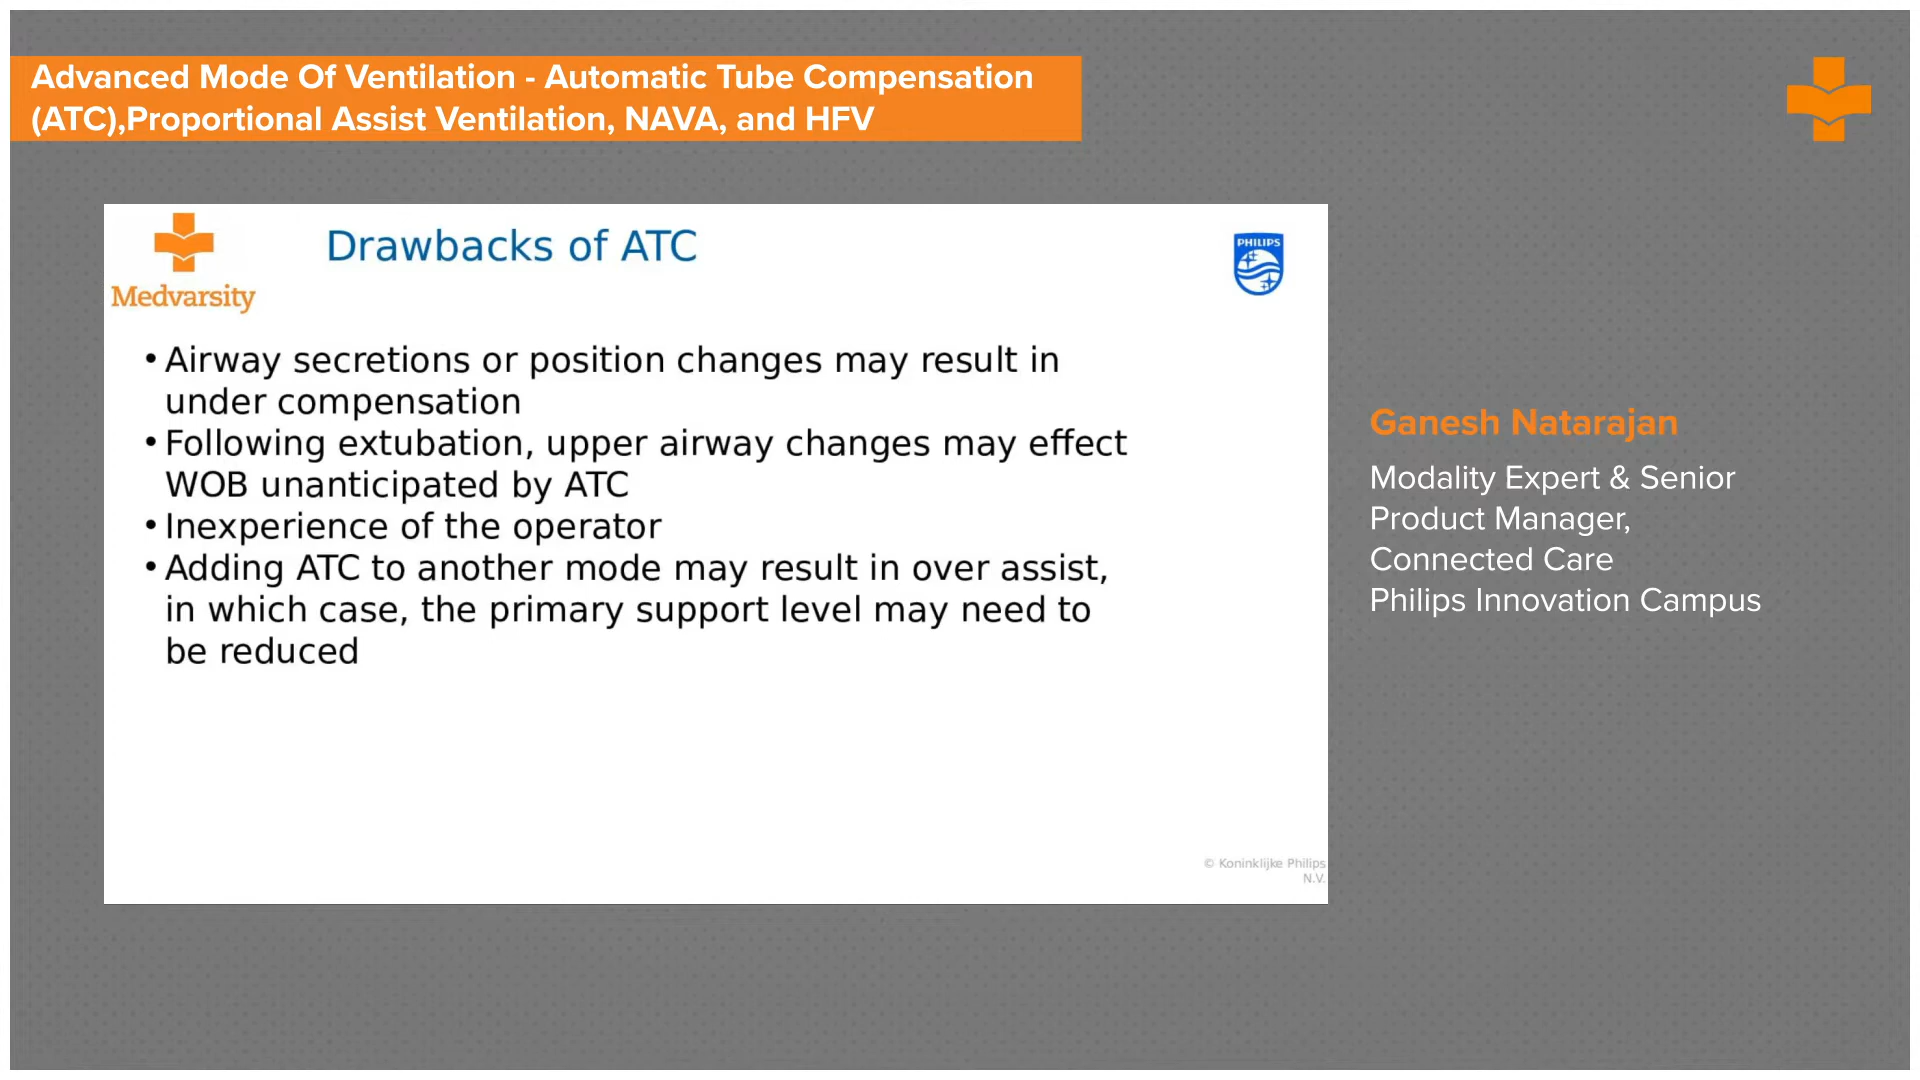 Advanced Mode Of Ventilation - Automatic Tube Compensation
(ATC),Proportional Assist Ventilation, NAVA, and HFV
Medvarsity
Drawbacks of ATC
PHILIPS
• Airway secretions or position changes may result in
under compensation
• Following extubation, upper airway changes may effect
WOB unanticipated by ATC
• Inexperience of the operator
• Adding ATC to another mode may result in over assist,
in which case, the primary support level may need to
be reduced
© Koninklijke Philips
N.V.
Ganesh Natarajan
Modality Expert & Senior
Product Manager,
Connected Care
Philips Innovation Campus